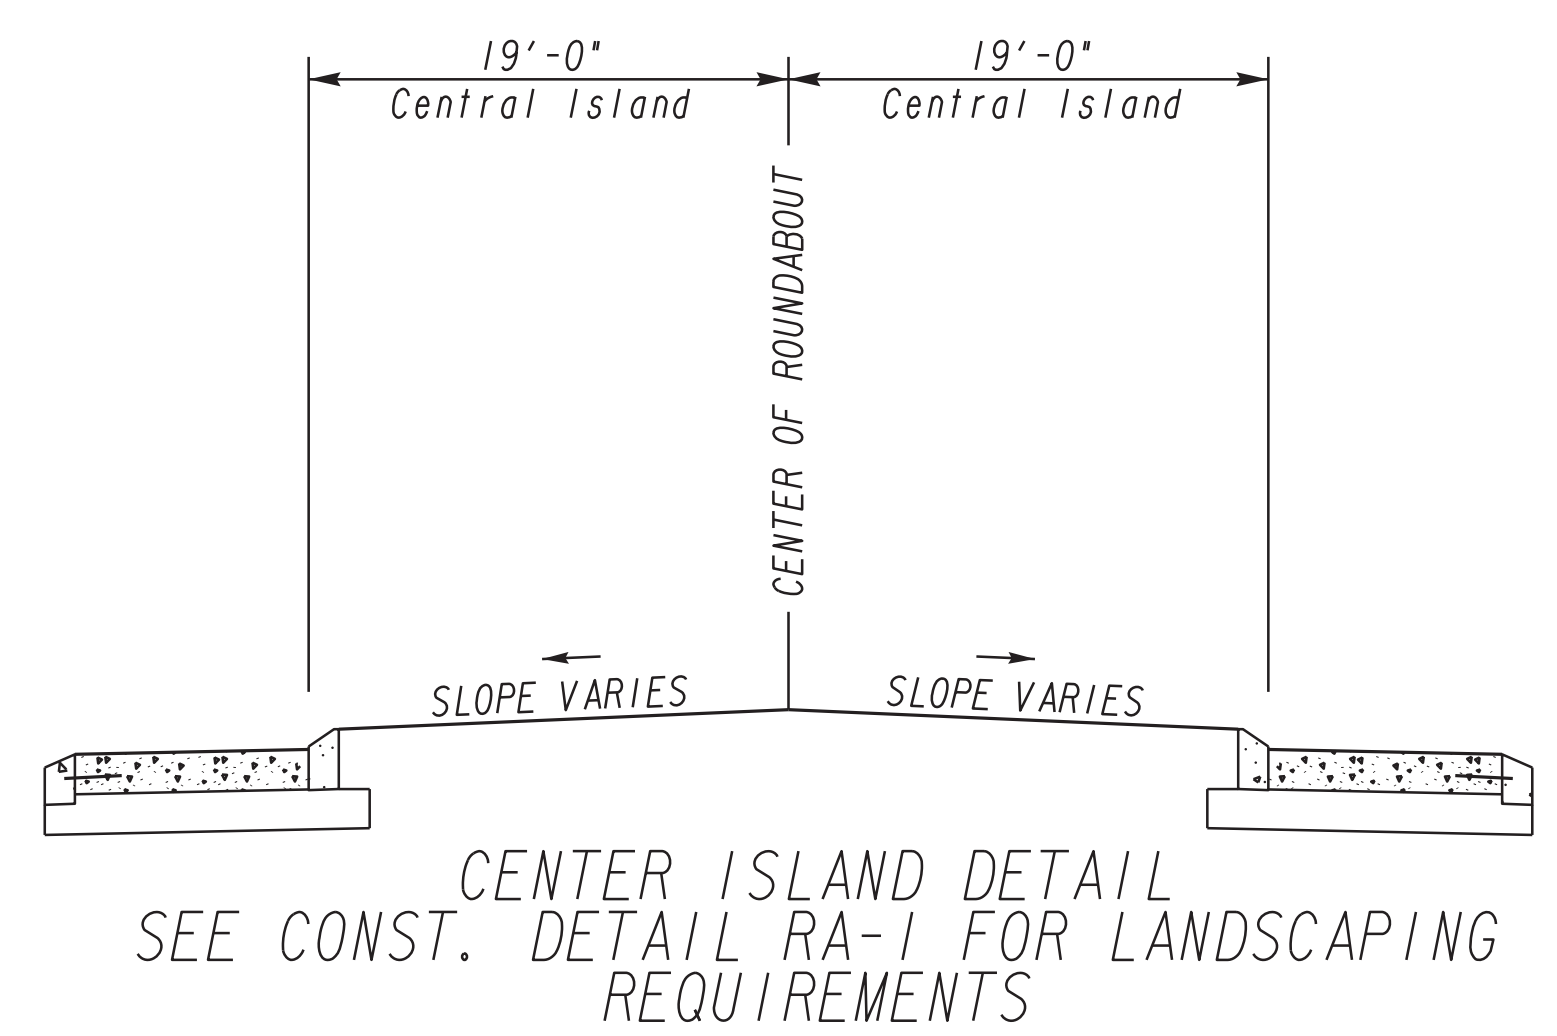 19'-0" 19'-0"
Central Island Central Island
CENTER OF ROUNDABOUT
SLOPE VARIES SLOPE VARIES
CENTER ISLAND DETAIL
SEE CONST. DETAIL RA-1 FOR LANDSCAPING
REQUIREMENTS